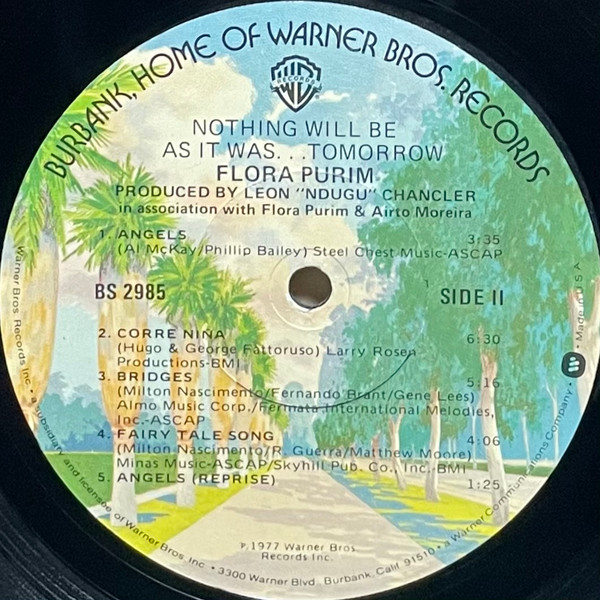 BURBANK, HOME OF WARNER BROS. RECORDS
WB
RECORDS
NOTHING WILL BE
AS IT WAS...TOMORROW
FLORA PURIM
PRODUCED BY LEON "NDUGU" CHANCLER
in association with Flora Purim & Airto Moreira
1. ANGELS 3:35
(Al McKay/Phillip Bailey) Steel Chest Music-ASCAP
BS 2985 SIDE II
2. CORRE NIÑA 6:30
(Hugo & George Fattoruso) Larry Rosen
Productions-BMI
3. BRIDGES 5:16
(Milton Nascimento/Fernando Brant/Gene Lees)
Almo Music Corp./Fermata International Melodies,
Inc.-ASCAP
4. FAIRY TALE SONG 4:06
(Milton Nascimento/R. Guerra/Matthew Moore)
Minas Music-ASCAP/Skyhill Pub. Co., Inc.-BMI
5. ANGELS (REPRISE) 1:25
℗ 1977 Warner Bros.
Records Inc.
Warner Bros. Records Inc. • a subsidiary and licensee of Warner Bros. Inc. • 3300 Warner Blvd., Burbank, Calif. 91510 • a Warner Communications Company • Made in U.S.A.